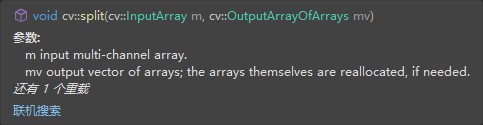 void cv::split(cv::InputArray m, cv::OutputArrayOfArrays mv)
参数:
m input multi-channel array.
mv output vector of arrays; the arrays themselves are reallocated, if needed.
还有 1 个重载
联机搜索